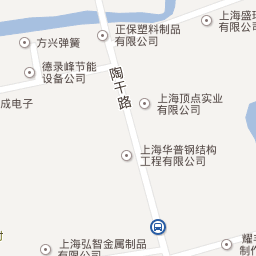 上海盛
正保塑料制品
有限公司
有限公司
方兴弹簧
德录峰节能
设备公司
陶干路
成电子
上海顶点实业
有限公司
上海华普钢结构
工程有限公司
耀
制作
上海弘智金属制品
有限公司